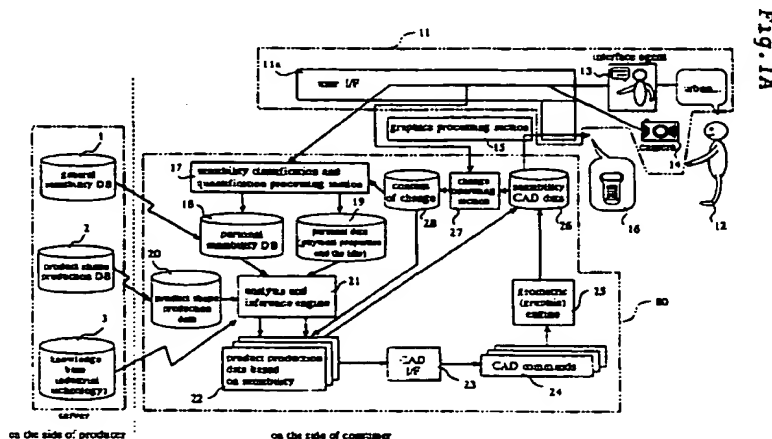 Fig. 1A
11
interface agent
11a
user I/F
13
urban...
graphics processing section
15
camera
14
16
12
1
general sensibility DB
17
sensibility classification and
quantification processing section
content
of change
28
change
section
27
sensibility
CAD data
26
18
personal
sensibility DB
19
personal data
(physical properties
and the like)
2
product shape
production DB
20
product shape
production
data
analysis and
inference engine
21
geometric
(graphic)
engine
25
80
3
knowledge
base
industrial
technology)
server
product production
data based
on sensibility
22
CAD
I/F
23
CAD commands
24
on the side of producer
on the side of consumer